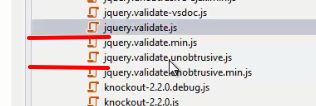 jquery.validate-vsdoc.js
jquery.validate.js
jquery.validate.min.js
jquery.validate.unobtrusive.js
jquery.validate.unobtrusive.min.js
knockout-2.2.0.debug.js
knockout-2.2.0.js